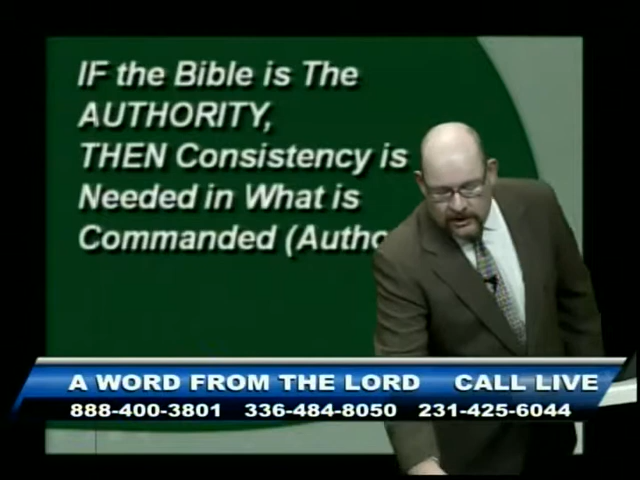 IF the Bible is The
AUTHORITY,
THEN Consistency is
Needed in What is
Commanded (Autho
A WORD FROM THE LORD CALL LIVE
888-400-3801 336-484-8050 231-425-6044